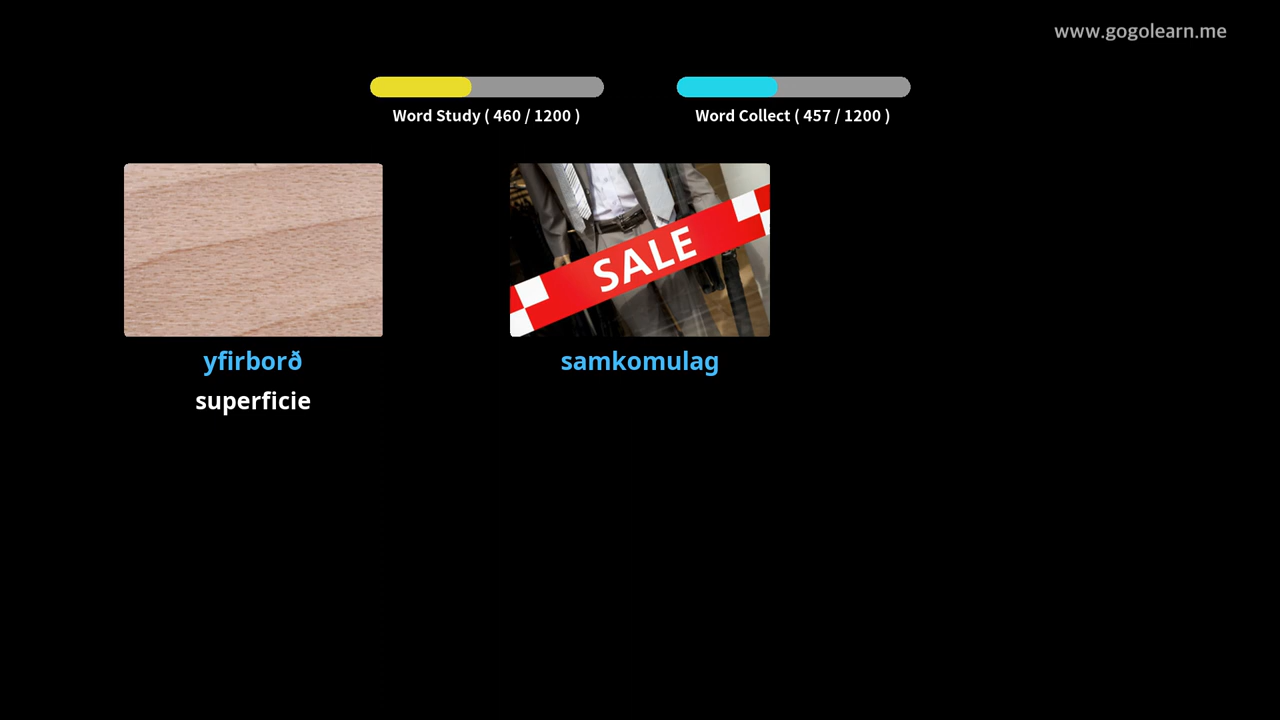 www.gogolearn.me
Word Study ( 460 / 1200 )
Word Collect ( 457 / 1200 )
SALE
yfirborð
samkomulag
superficie